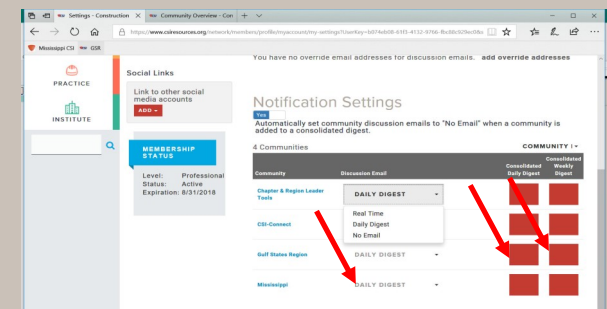 Settings - Construction
Community Overview - Con
https://www.csiresources.org/network/members/profile/myaccount/my-settings?
Mississippi CSI
GSR
You have no override email addresses for discussion emails. add override addresses
PRACTICE
INSTITUTE
Social Links
Link to other social
media accounts
ADD
MEMBERSHIP
STATUS
Level: Professional
Status: Active
Expiration: 8/31/2018
Notification Settings
Yes
Automatically set community discussion emails to "No Email" when a community is
added to a consolidated digest.
4 Communities
COMMUNITY
Community
Discussion Email
Consolidated
Daily Digest
Consolidated
Weekly
Digest
Chapter & Region Leader
Tools
DAILY DIGEST
Real Time
Daily Digest
No Email
CSI-Connect
Gulf States Region
DAILY DIGEST
Mississippi
DAILY DIGEST